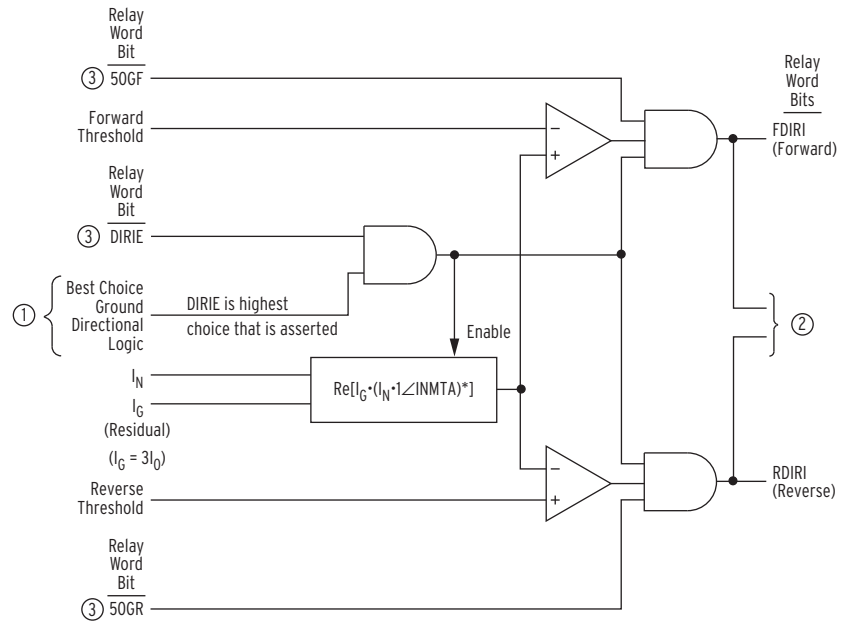 Relay
Word
Bit
③ 50GF
Forward
Threshold
Relay
Word
Bit
③ DIRIE
①
Best Choice
Ground
Directional
Logic
DIRIE is highest
choice that is asserted
Enable
I_N
I_G
(Residual)
(I_G = 3I_0)
Re[I_G•(I_N•1∠INMTA)*]
Reverse
Threshold
Relay
Word
Bit
③ 50GR
−
+
−
+
Relay
Word
Bits
FDIRI
(Forward)
②
RDIRI
(Reverse)